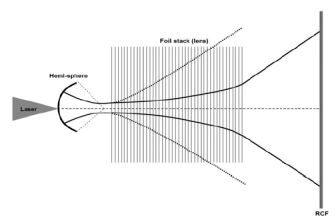 Foil stack (lens)
Hemi-sphere
Laser
RCF